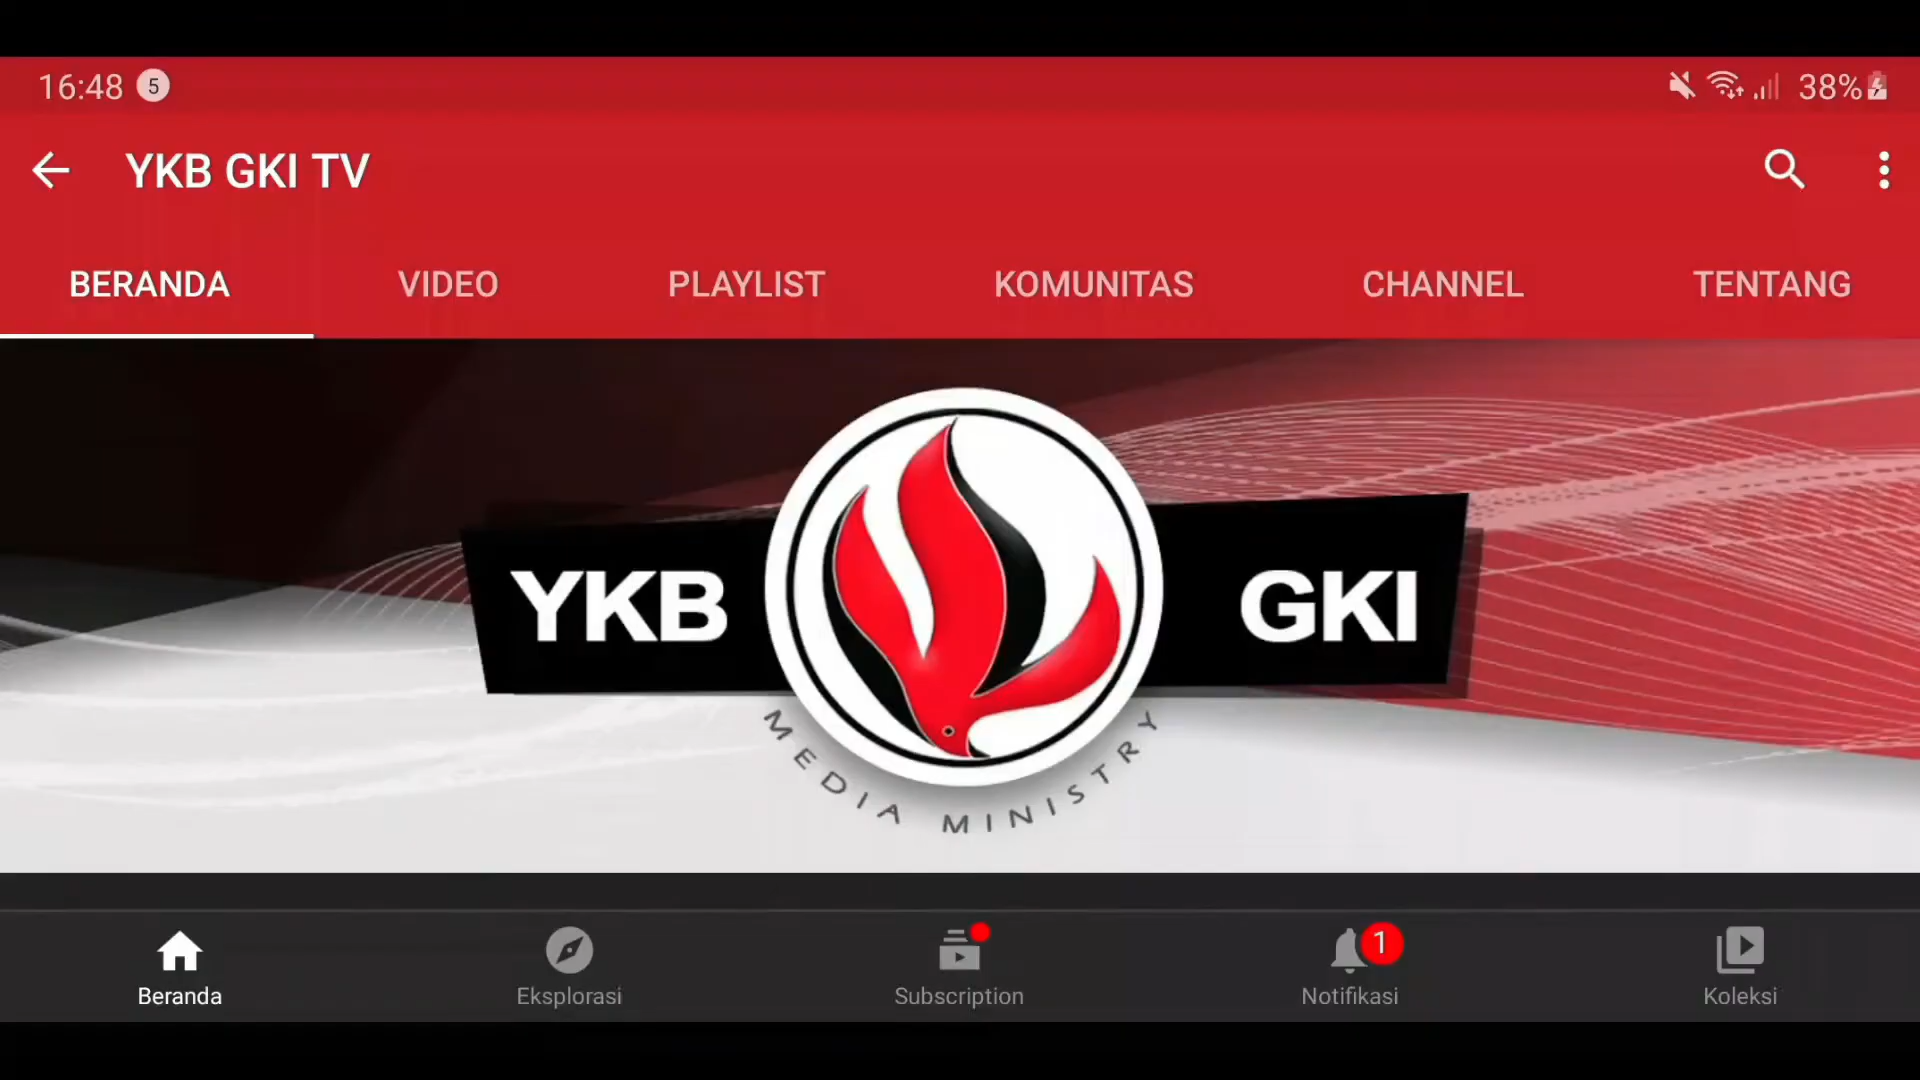 16:48 5 38%
YKB GKI TV
BERANDA VIDEO PLAYLIST KOMUNITAS CHANNEL TENTANG
YKB GKI
MEDIA MINISTRY
1
Beranda Eksplorasi Subscription Notifikasi Koleksi